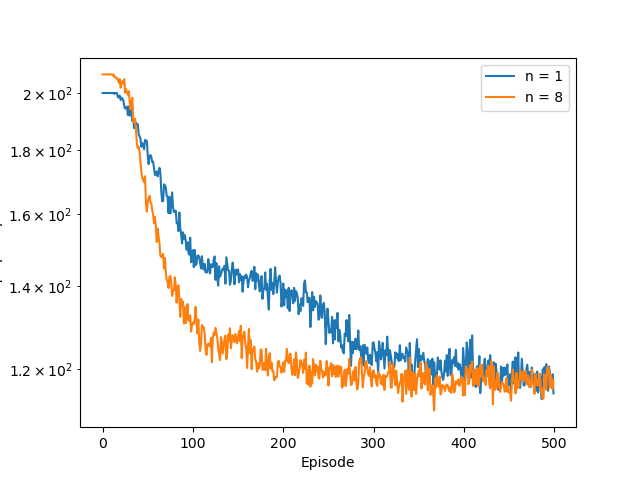 n = 1
n = 8
2 × 10²
1.8 × 10²
1.6 × 10²
1.4 × 10²
1.2 × 10²
0 100 200 300 400 500
Episode